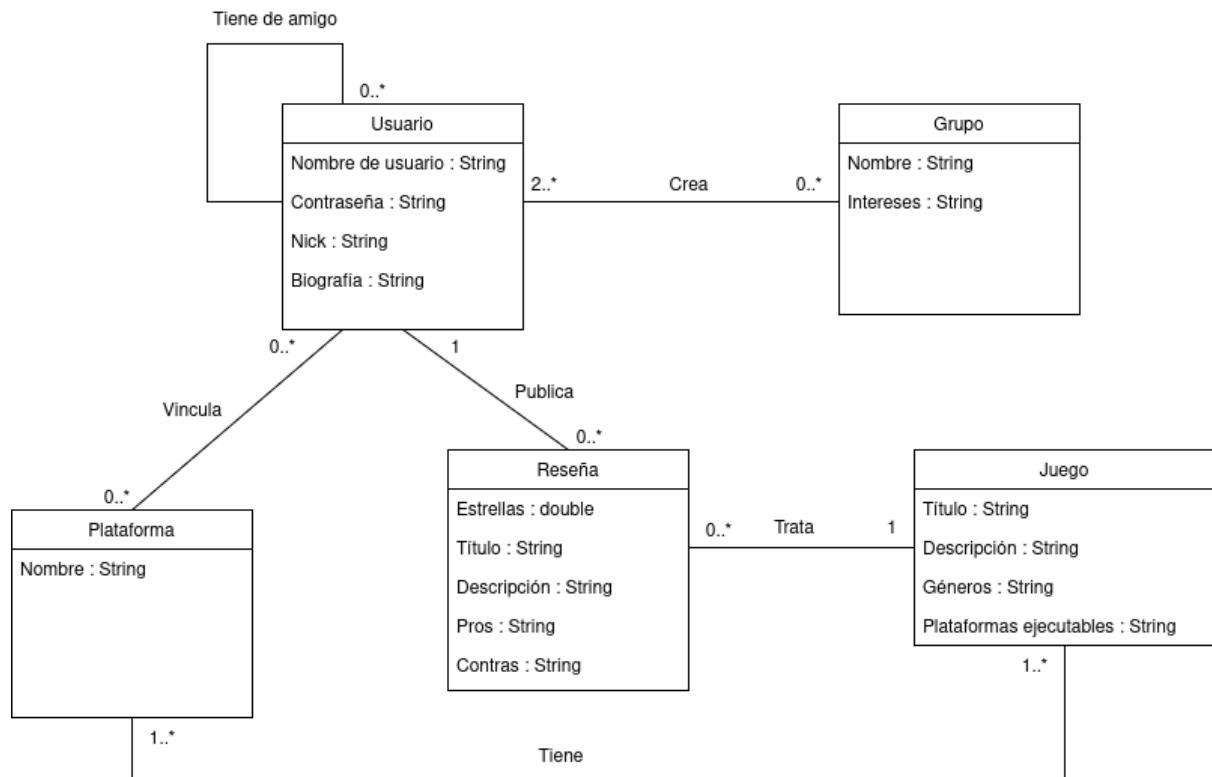 Tiene de amigo
0..*
Usuario
Nombre de usuario : String
Contraseña : String
Nick : String
Biografía : String
2..*
Crea
0..*
Grupo
Nombre : String
Intereses : String
0..*
1
Vincula
Publica
0..*
0..*
Plataforma
Nombre : String
Reseña
Estrellas : double
Título : String
Descripción : String
Pros : String
Contras : String
0..*
Trata
1
Juego
Título : String
Descripción : String
Géneros : String
Plataformas ejecutables : String
1..*
1..*
Tiene